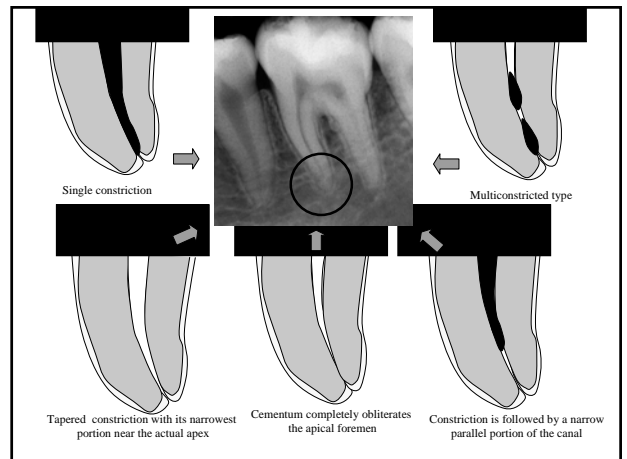 Single constriction
Multiconstricted type
Tapered constriction with its narrowest
portion near the actual apex
Cementum completely obliterates
the apical foremen
Constriction is followed by a narrow
parallel portion of the canal